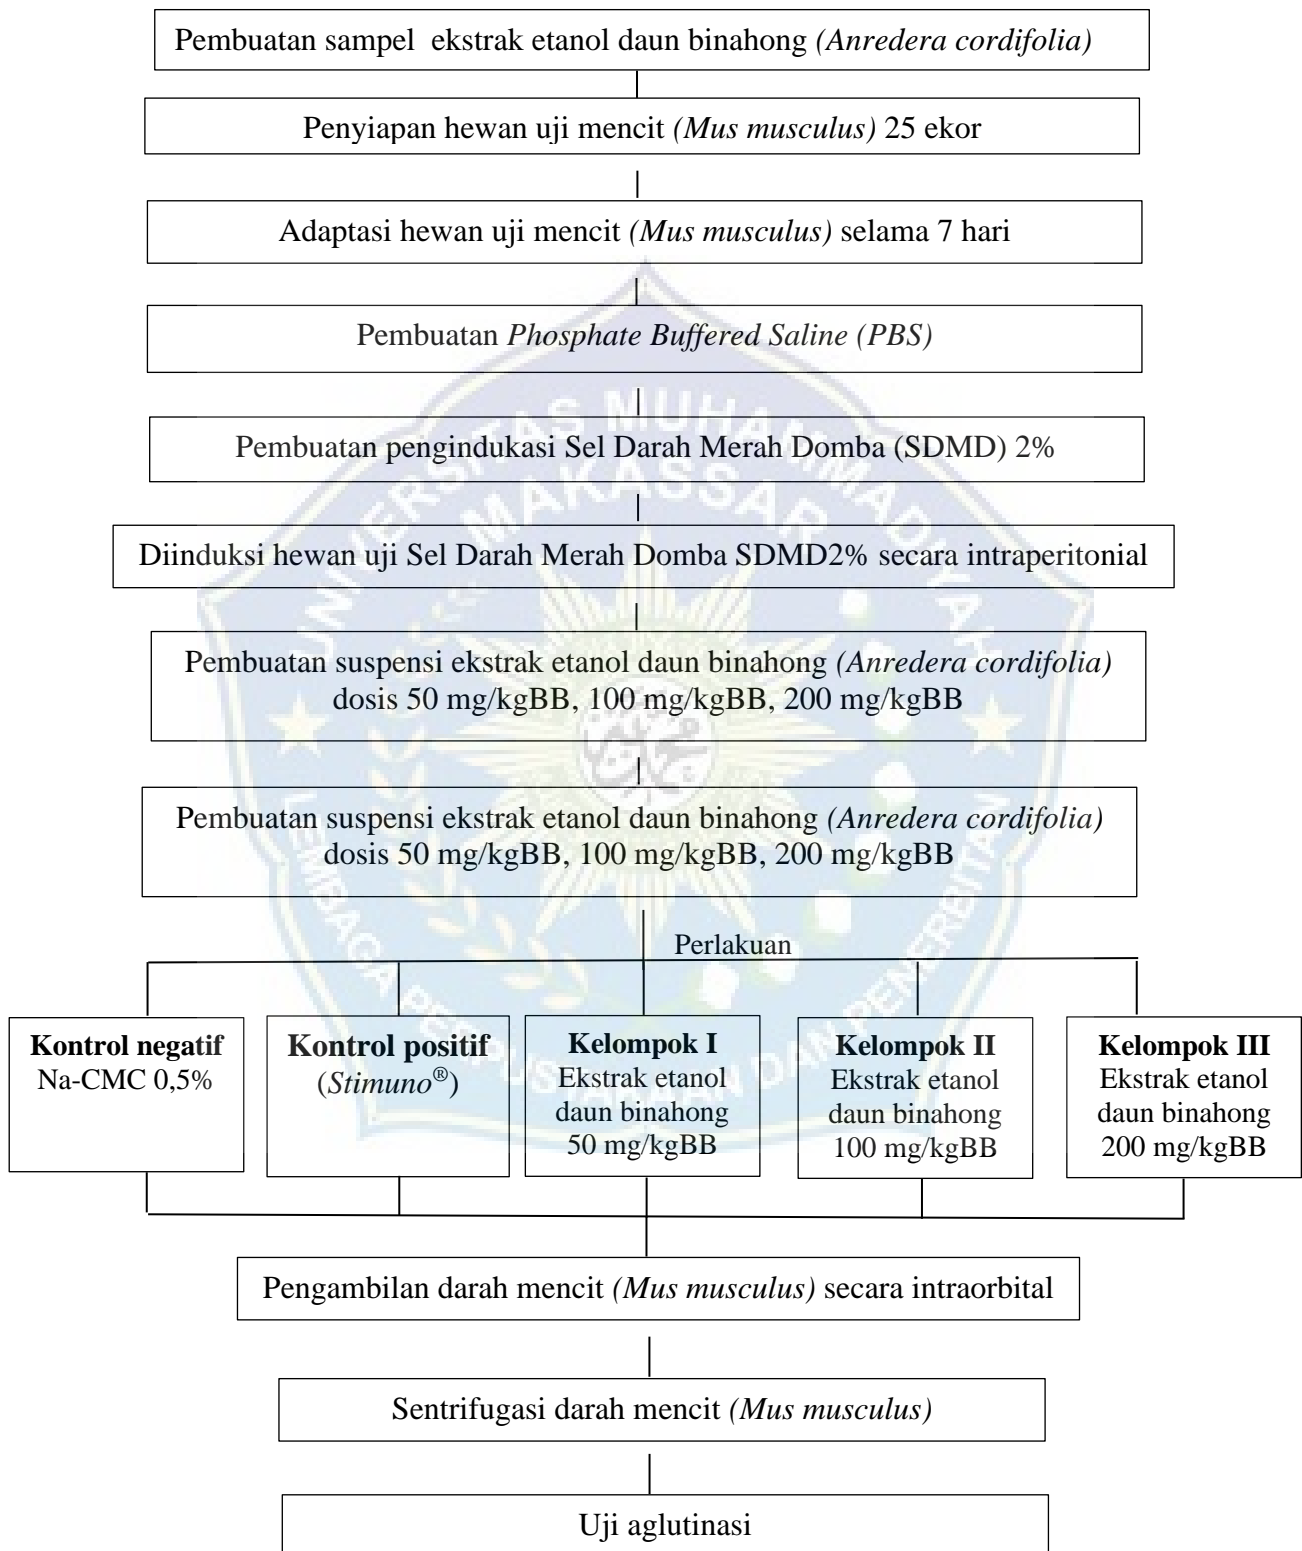 Pembuatan sampel ekstrak etanol daun binahong (Anredera cordifolia)
Penyiapan hewan uji mencit (Mus musculus) 25 ekor
Adaptasi hewan uji mencit (Mus musculus) selama 7 hari
Pembuatan Phosphate Buffered Saline (PBS)
Pembuatan pengindukasi Sel Darah Merah Domba (SDMD) 2%
Diinduksi hewan uji Sel Darah Merah Domba SDMD2% secara intraperitonial
Pembuatan suspensi ekstrak etanol daun binahong (Anredera cordifolia)
dosis 50 mg/kgBB, 100 mg/kgBB, 200 mg/kgBB
Pembuatan suspensi ekstrak etanol daun binahong (Anredera cordifolia)
dosis 50 mg/kgBB, 100 mg/kgBB, 200 mg/kgBB
Perlakuan
Kontrol negatif
Na-CMC 0,5%
Kontrol positif
(Stimuno®)
Kelompok I
Ekstrak etanol
daun binahong
50 mg/kgBB
Kelompok II
Ekstrak etanol
daun binahong
100 mg/kgBB
Kelompok III
Ekstrak etanol
daun binahong
200 mg/kgBB
Pengambilan darah mencit (Mus musculus) secara intraorbital
Sentrifugasi darah mencit (Mus musculus)
Uji aglutinasi
UNIVERSITAS MUHAMMADIYAH
MAKASSAR
LEMBAGA PERPUSTAKAAN DAN PENERBITAN